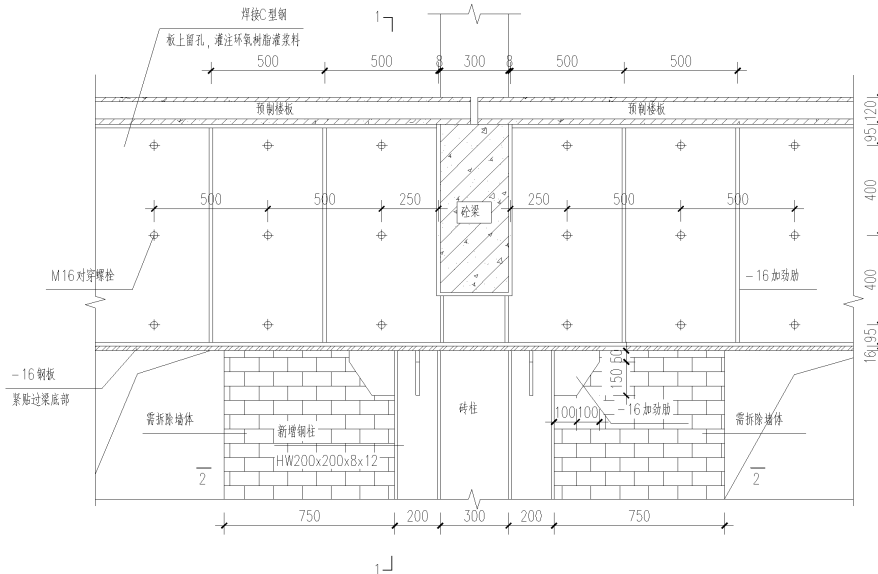 焊接C型钢
板上留孔，灌注环氧树脂灌浆料
1
500
500
8
300
8
500
500
预制楼板
预制楼板
120
95
500
500
250
砼梁
250
500
500
400
M16对穿螺栓
-16加劲肋
400
95
16
-16钢板
紧贴过梁底部
50
150
100
100
-16加劲肋
砖柱
需拆除墙体
需拆除墙体
新增钢柱
HW200x200x8x12
2
2
750
200
300
200
750
1